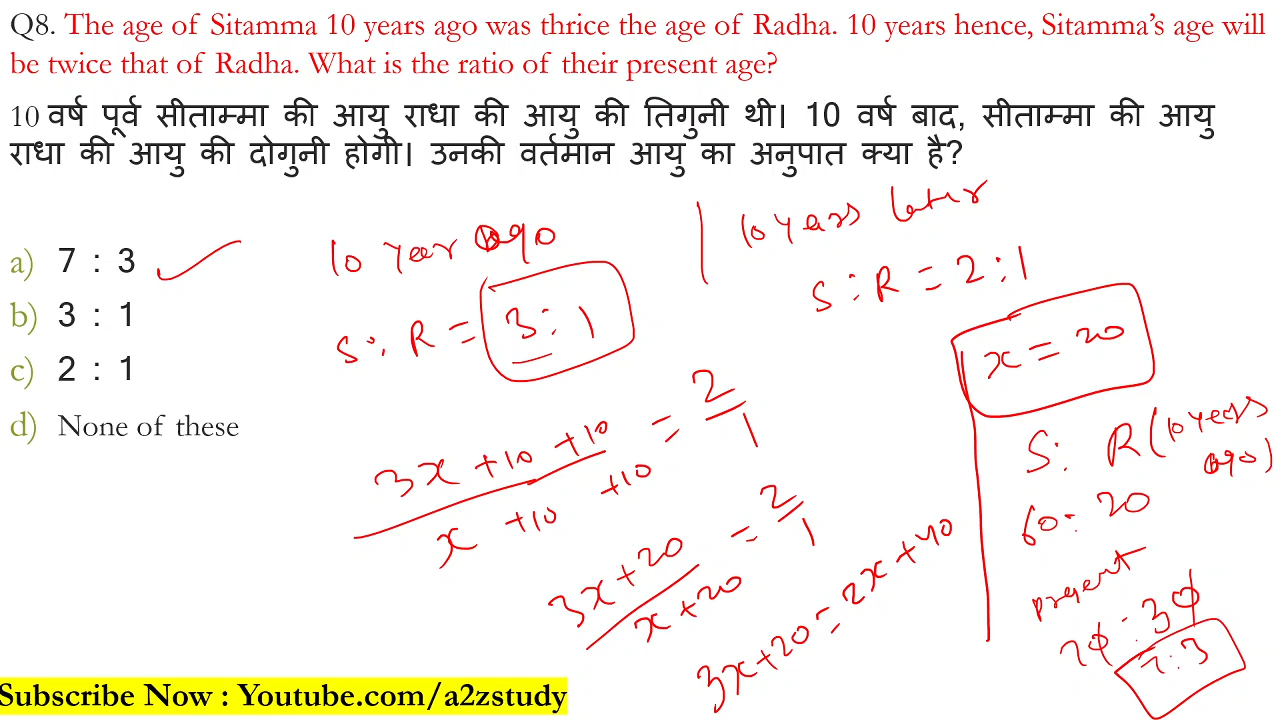 Q8. The age of Sitamma 10 years ago was thrice the age of Radha. 10 years hence, Sitamma's age will
be twice that of Radha. What is the ratio of their present age?
10 वर्ष पूर्व सीताम्मा की आयु राधा की आयु की तिगुनी थी। 10 वर्ष बाद, सीताम्मा की आयु
राधा की आयु की दोगुनी होगी। उनकी वर्तमान आयु का अनुपात क्या है?
a) 7 : 3
b) 3 : 1
c) 2 : 1
d) None of these
10 Year ago
S : R = 3 : 1
10 Years later
S : R = 2 : 1
3x +10 +10 / x +10 +10 = 2/1
3x+20 / x+20 = 2/1
3x+20 = 2x+40
x = 20
S : R (10 years
ago)
60 : 20
present
70 : 30
7 : 3
Subscribe Now : Youtube.com/a2zstudy